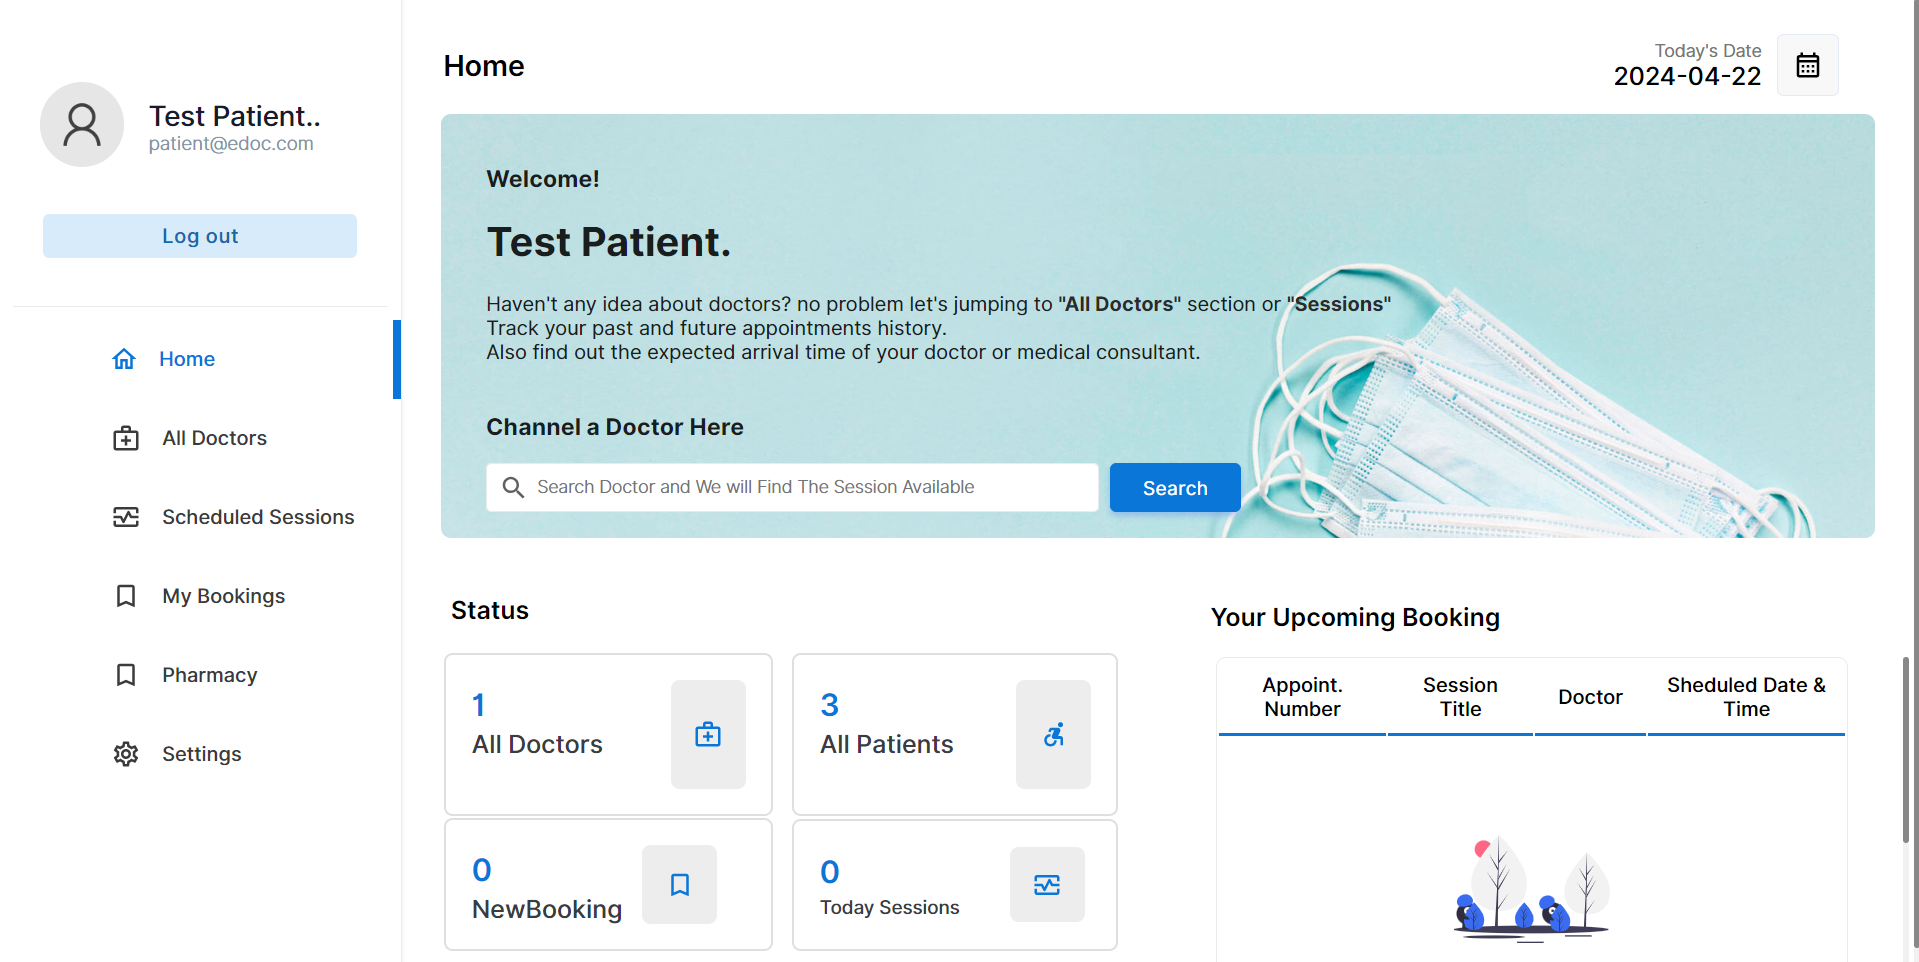 Test Patient..
patient@edoc.com
Log out
Home
All Doctors
Scheduled Sessions
My Bookings
Pharmacy
Settings
Home
Today's Date
2024-04-22
Welcome!
Test Patient.
Haven't any idea about doctors? no problem let's jumping to "All Doctors" section or "Sessions"
Track your past and future appointments history.
Also find out the expected arrival time of your doctor or medical consultant.
Channel a Doctor Here
Search Doctor and We will Find The Session Available
Search
Status
1
All Doctors
3
All Patients
0
NewBooking
0
Today Sessions
Your Upcoming Booking
Appoint.
Number
Session
Title
Doctor
Sheduled Date &
Time